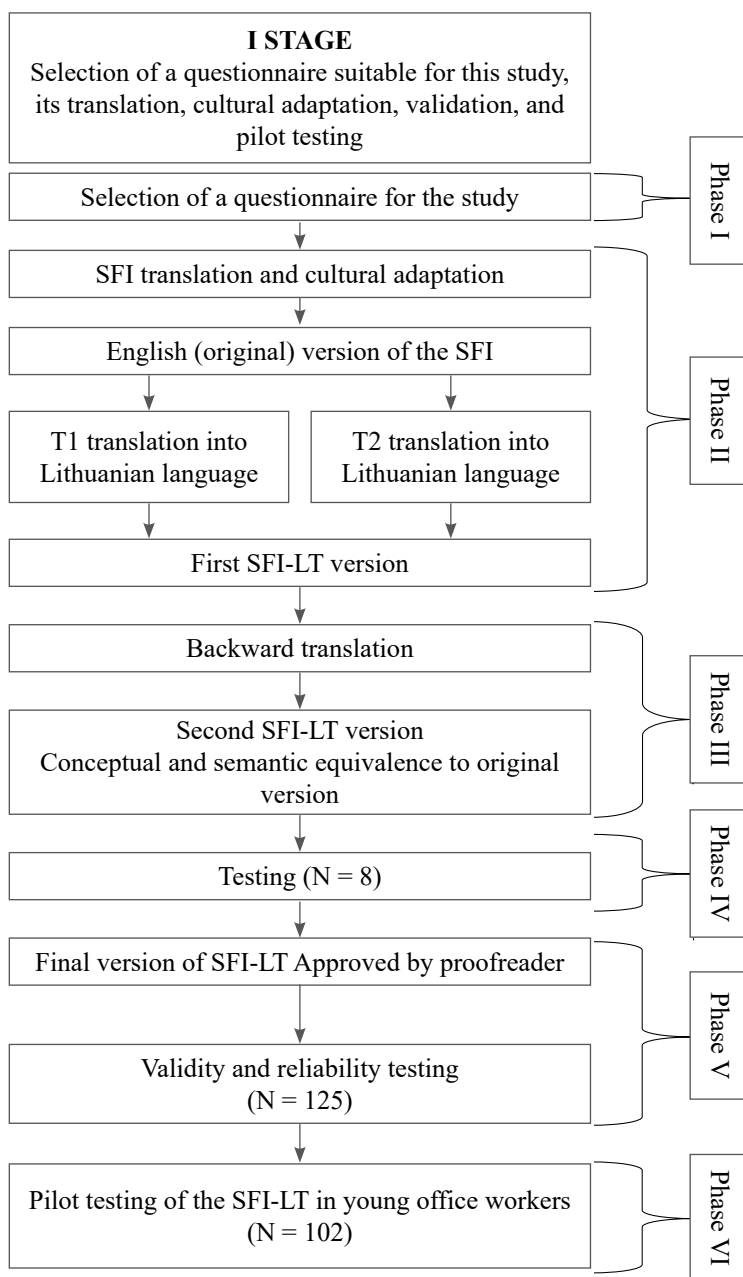 I STAGE
Selection of a questionnaire suitable for this study,
its translation, cultural adaptation, validation, and
pilot testing
Phase I
Selection of a questionnaire for the study
SFI translation and cultural adaptation
English (original) version of the SFI
Phase II
T1 translation into
Lithuanian language
T2 translation into
Lithuanian language
First SFI-LT version
Backward translation
Phase III
Second SFI-LT version
Conceptual and semantic equivalence to original
version
Testing (N = 8)
Phase IV
Final version of SFI-LT Approved by proofreader
Phase V
Validity and reliability testing
(N = 125)
Pilot testing of the SFI-LT in young office workers
(N = 102)
Phase VI